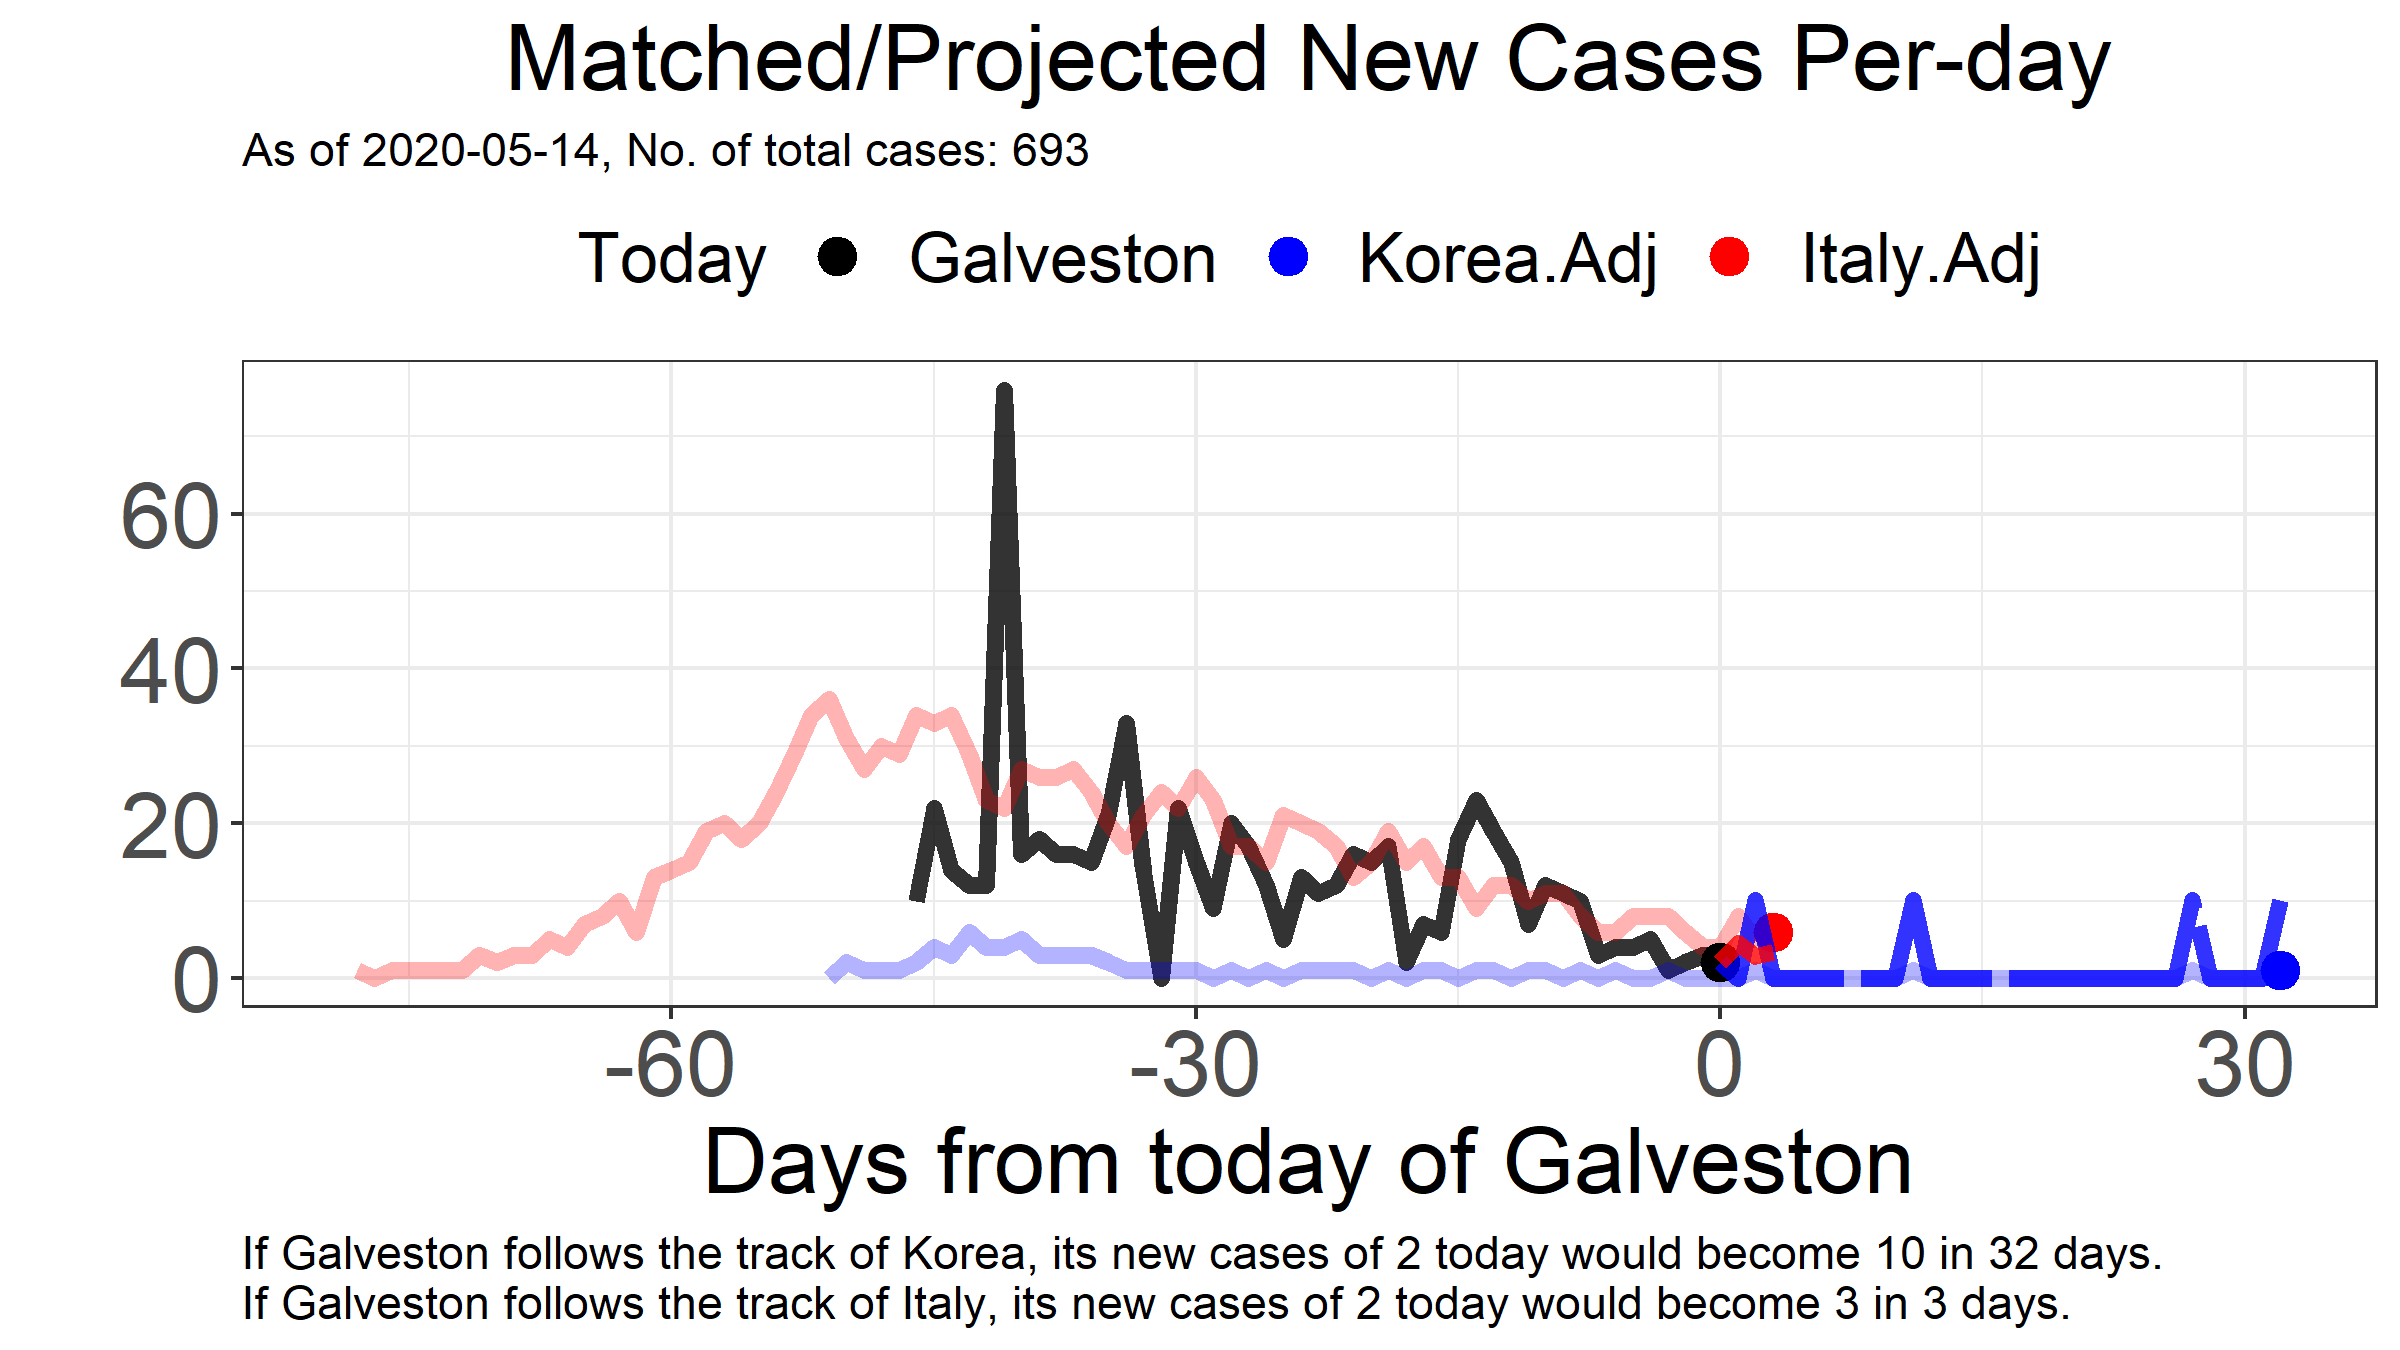 Matched/Projected New Cases Per-day
As of 2020-05-14, No. of total cases: 693
Today Galveston Korea.Adj Italy.Adj
60
40
20
0
-60 -30 0 30
Days from today of Galveston
If Galveston follows the track of Korea, its new cases of 2 today would become 10 in 32 days.
If Galveston follows the track of Italy, its new cases of 2 today would become 3 in 3 days.